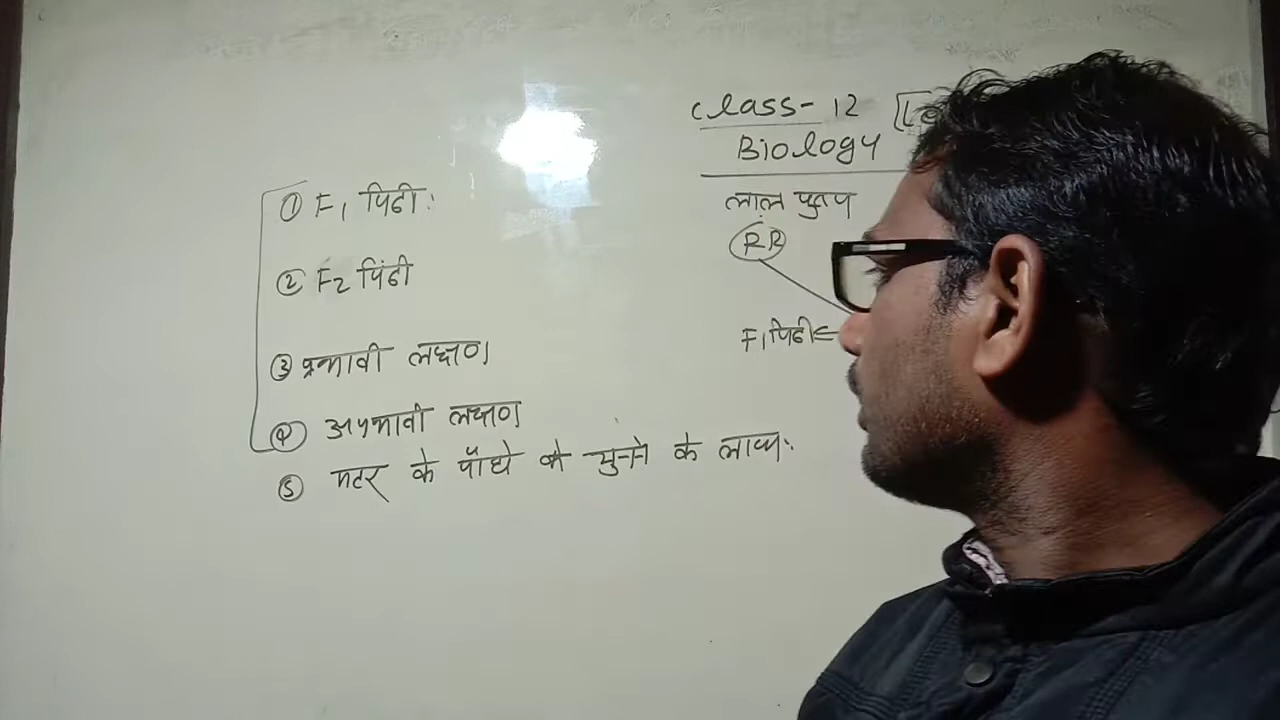 ① F₁ पिढी:
② F₂ पिंढी
③ प्रभावी लक्षण
④ अप्रभावी लक्षण
⑤ मटर के पौधे को चुनने के लाभ:
Class- 12
Biology
लाल पुष्प
RR
F₁ पिढी